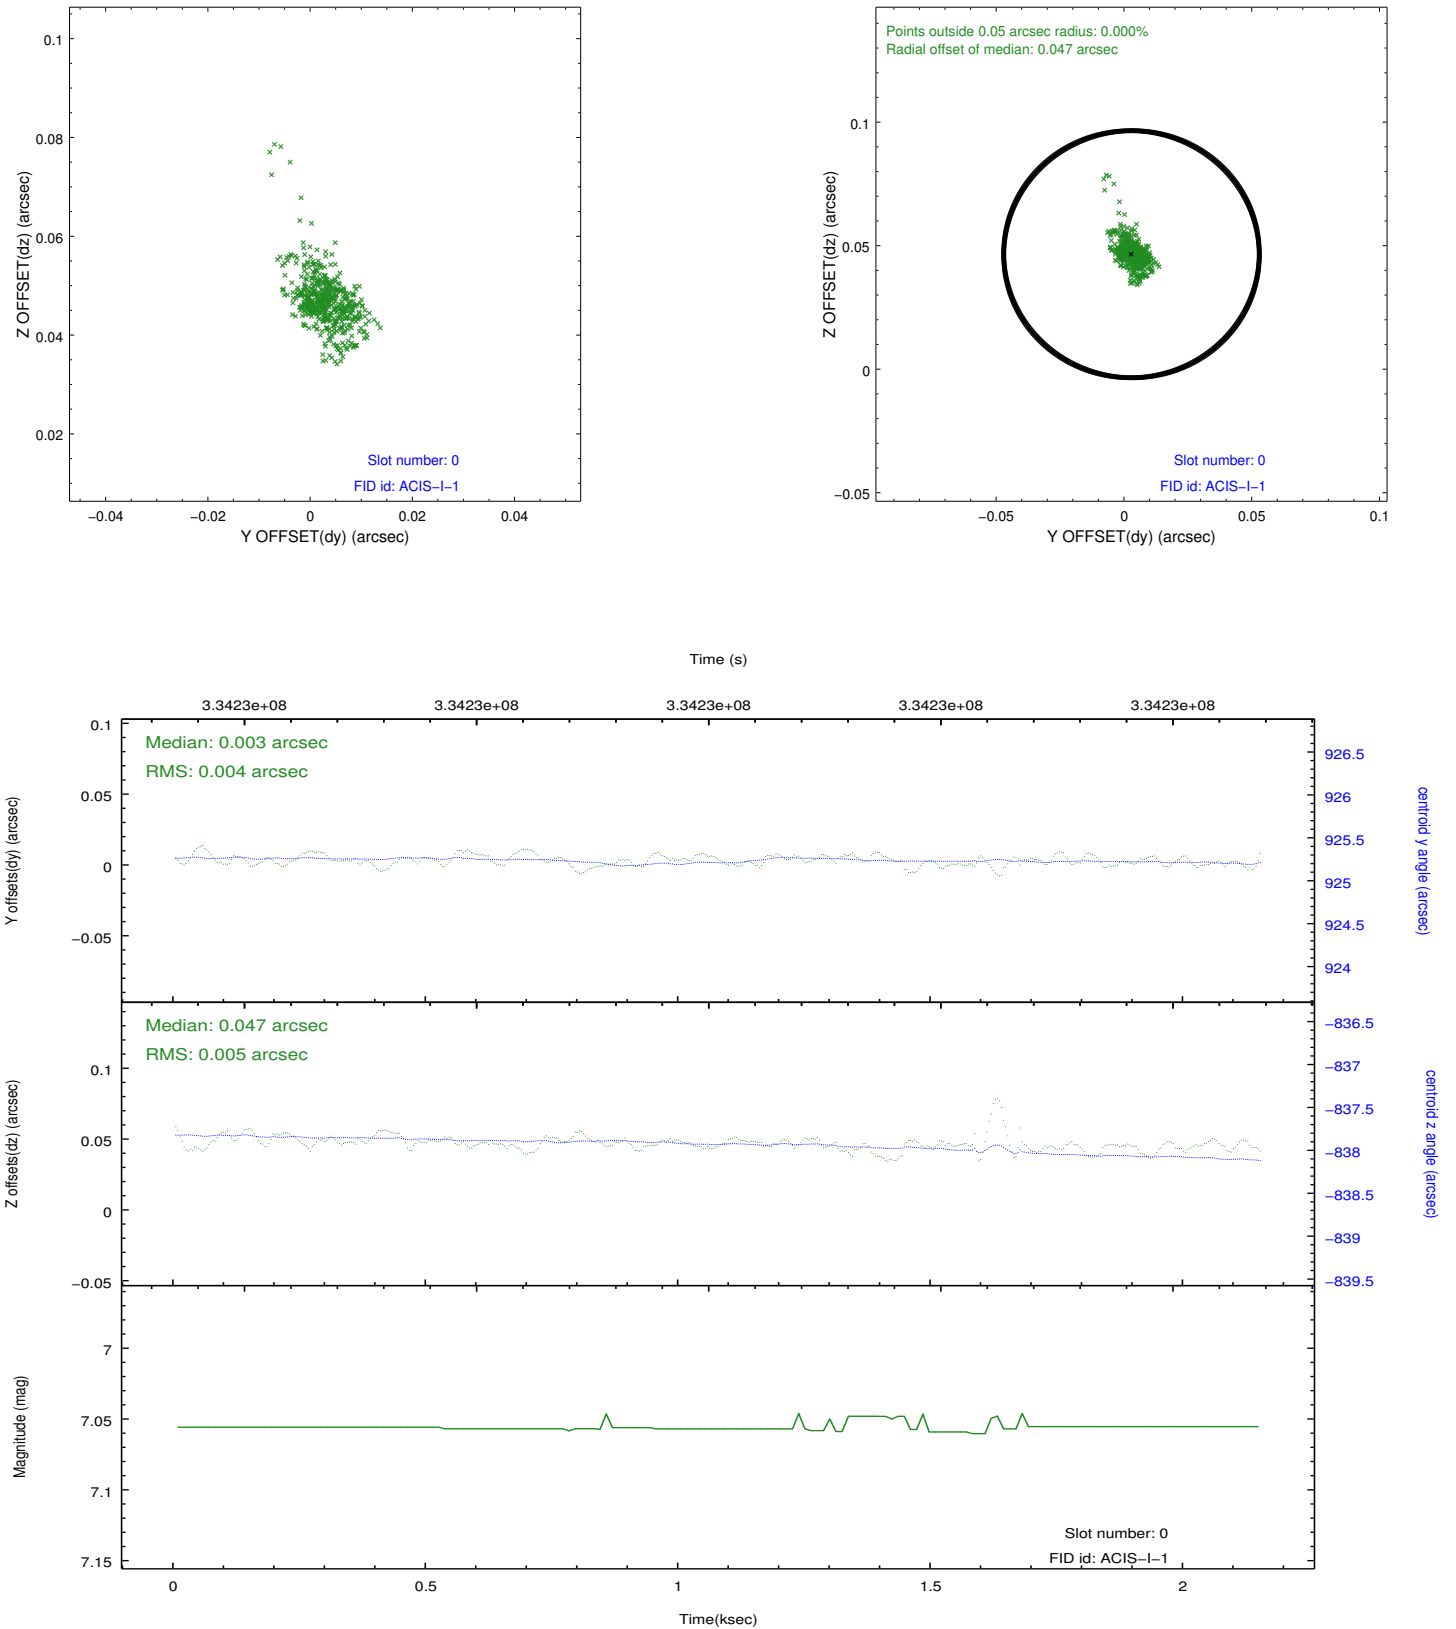 0.1
0.08
0.06
0.04
0.02
Z OFFSET(dz) (arcsec)
Slot number: 0
FID id: ACIS−I−1
−0.04
−0.02
0
0.02
0.04
Y OFFSET(dy) (arcsec)
Points outside 0.05 arcsec radius: 0.000%
Radial offset of median: 0.047 arcsec
0.1
0.05
0
−0.05
Z OFFSET(dz) (arcsec)
Slot number: 0
FID id: ACIS−I−1
−0.05
0
0.05
0.1
Y OFFSET(dy) (arcsec)
Time (s)
3.3423e+08
3.3423e+08
3.3423e+08
3.3423e+08
3.3423e+08
Median: 0.003 arcsec
RMS: 0.004 arcsec
0.1
0.05
0
−0.05
Y offsets(dy) (arcsec)
926.5
926
925.5
925
924.5
924
centroid y angle (arcsec)
Median: 0.047 arcsec
RMS: 0.005 arcsec
0.1
0.05
0
−0.05
Z offsets(dz) (arcsec)
−836.5
−837
−837.5
−838
−838.5
−839
−839.5
centroid z angle (arcsec)
7
7.05
7.1
7.15
Magnitude (mag)
Slot number: 0
FID id: ACIS−I−1
0
0.5
1
1.5
2
Time(ksec)